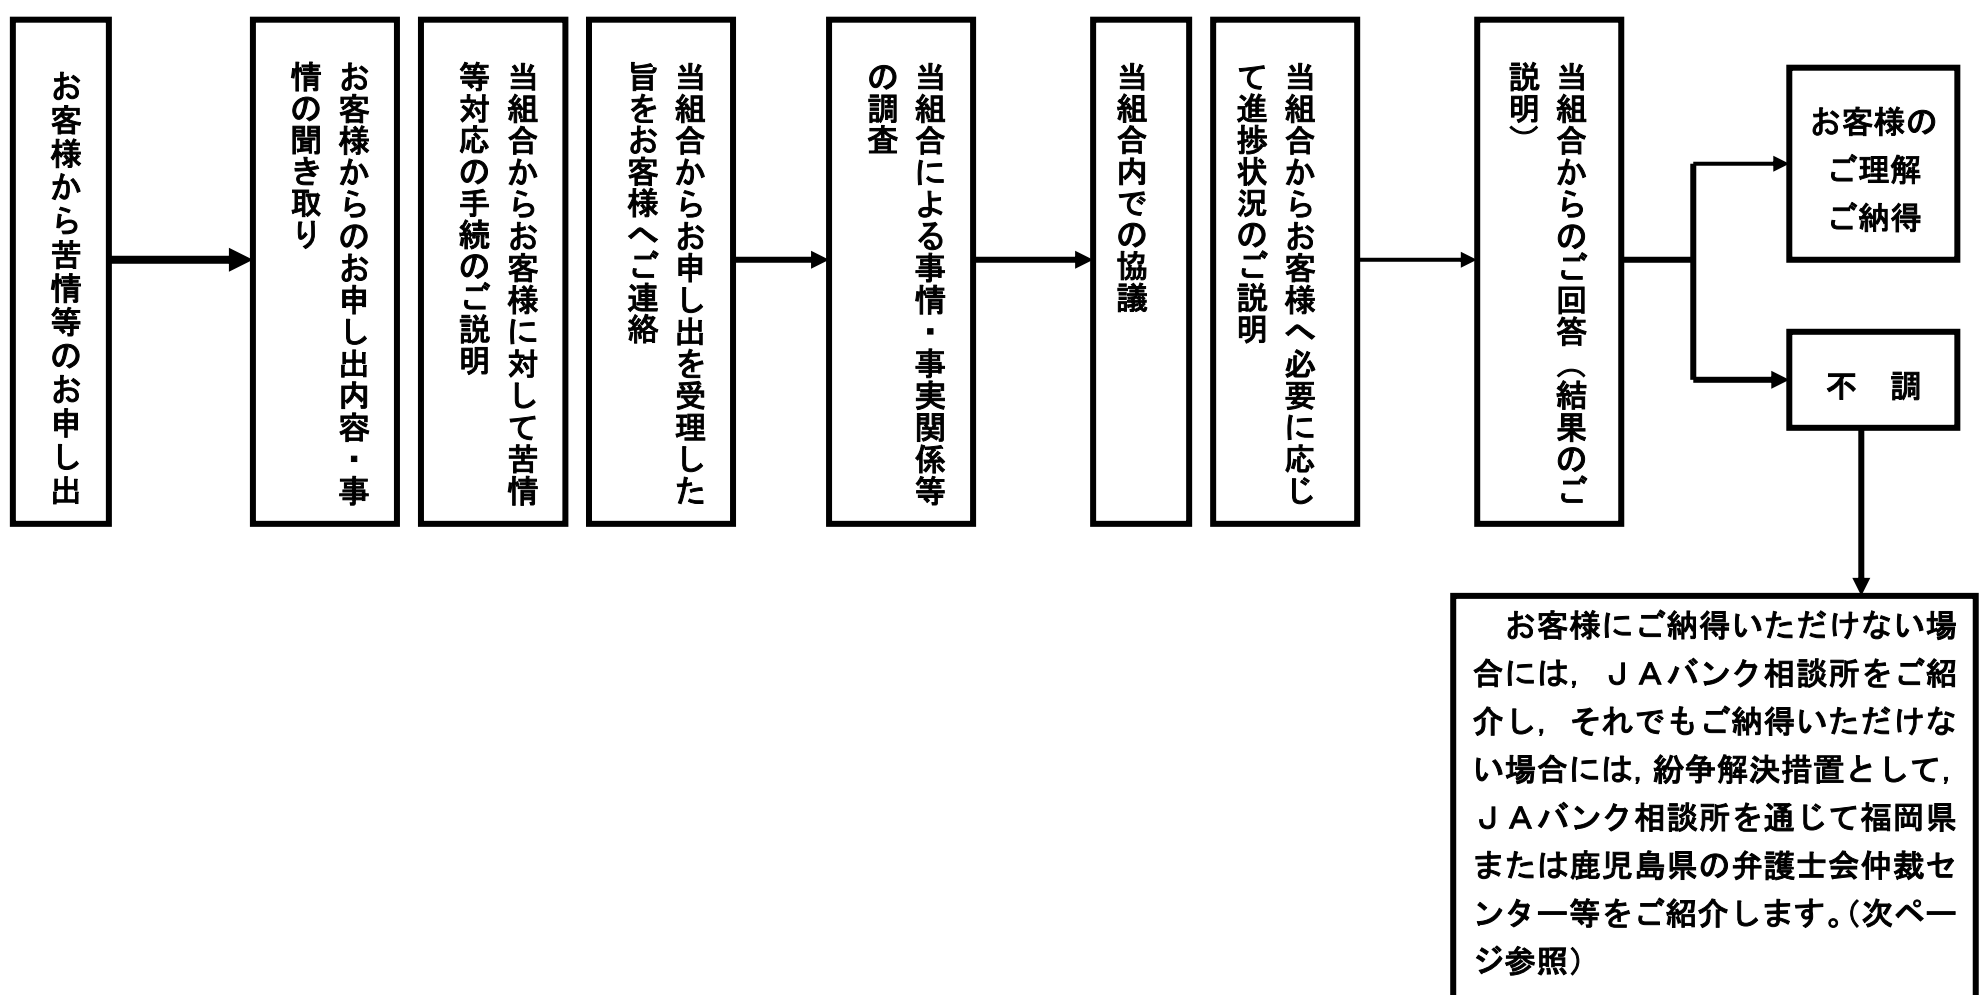 お客様から苦情等のお申し出
お客様からのお申し出内容・事
情の聞き取り
当組合からお客様に対して苦情
等対応の手続のご説明
当組合からお申し出を受理した
旨をお客様へご連絡
当組合による事情・事実関係等
の調査
当組合内での協議
当組合からお客様へ必要に応じ
て進捗状況のご説明
当組合からのご回答（結果のご
説明）
お客様の
ご理解
ご納得
不　調
　お客様にご納得いただけない場
合には，ＪＡバンク相談所をご紹
介し，それでもご納得いただけな
い場合には，紛争解決措置として，
ＪＡバンク相談所を通じて福岡県
または鹿児島県の弁護士会仲裁セ
ンター等をご紹介します。（次ペー
ジ参照）